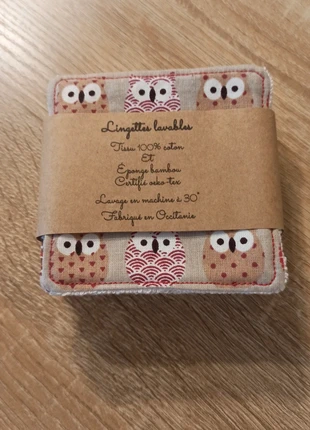 Lingettes lavables
Tissu 100% coton
Et
Éponge bambou
Certifié oeko-tex
Lavage en machine à 30°
Fabriqué en Occitanie